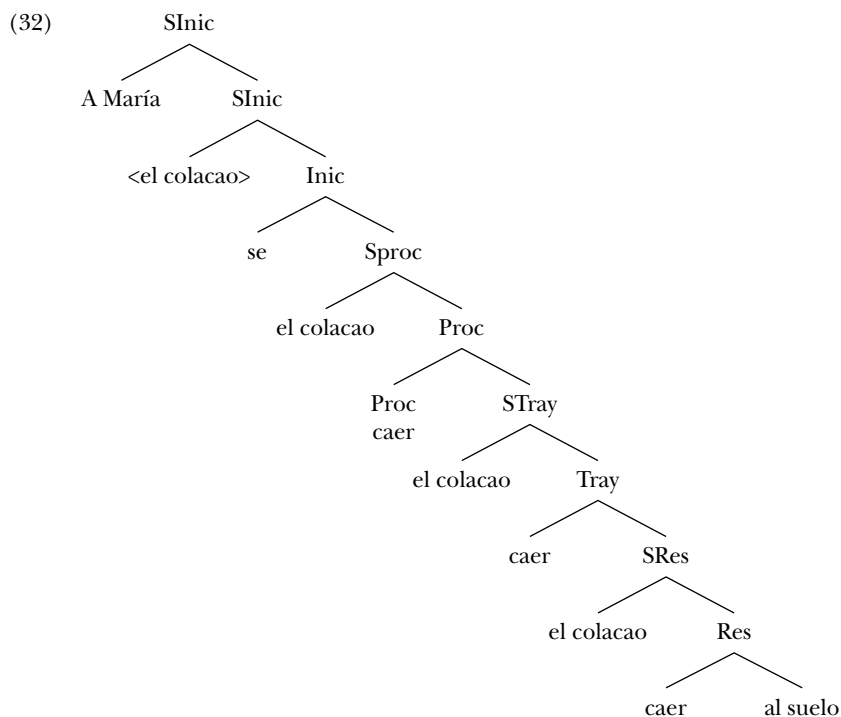 (32) SInic
A María SInic
<el colacao> Inic
se Sproc
el colacao Proc
Proc STray
caer
el colacao Tray
caer SRes
el colacao Res
caer al suelo